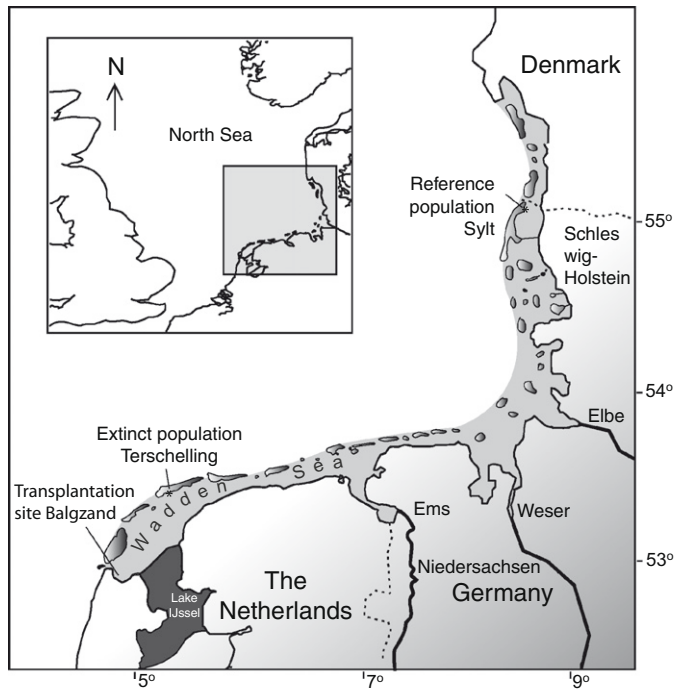 N
North Sea
Denmark
Reference
population
Sylt
55°
Schles
wig-
Holstein
54°
Elbe
Extinct population
Terschelling
Wadden Sea
Transplantation
site Balgzand
Ems
Weser
53°
Niedersachsen
Germany
The
Netherlands
Lake
IJssel
5°
7°
9°